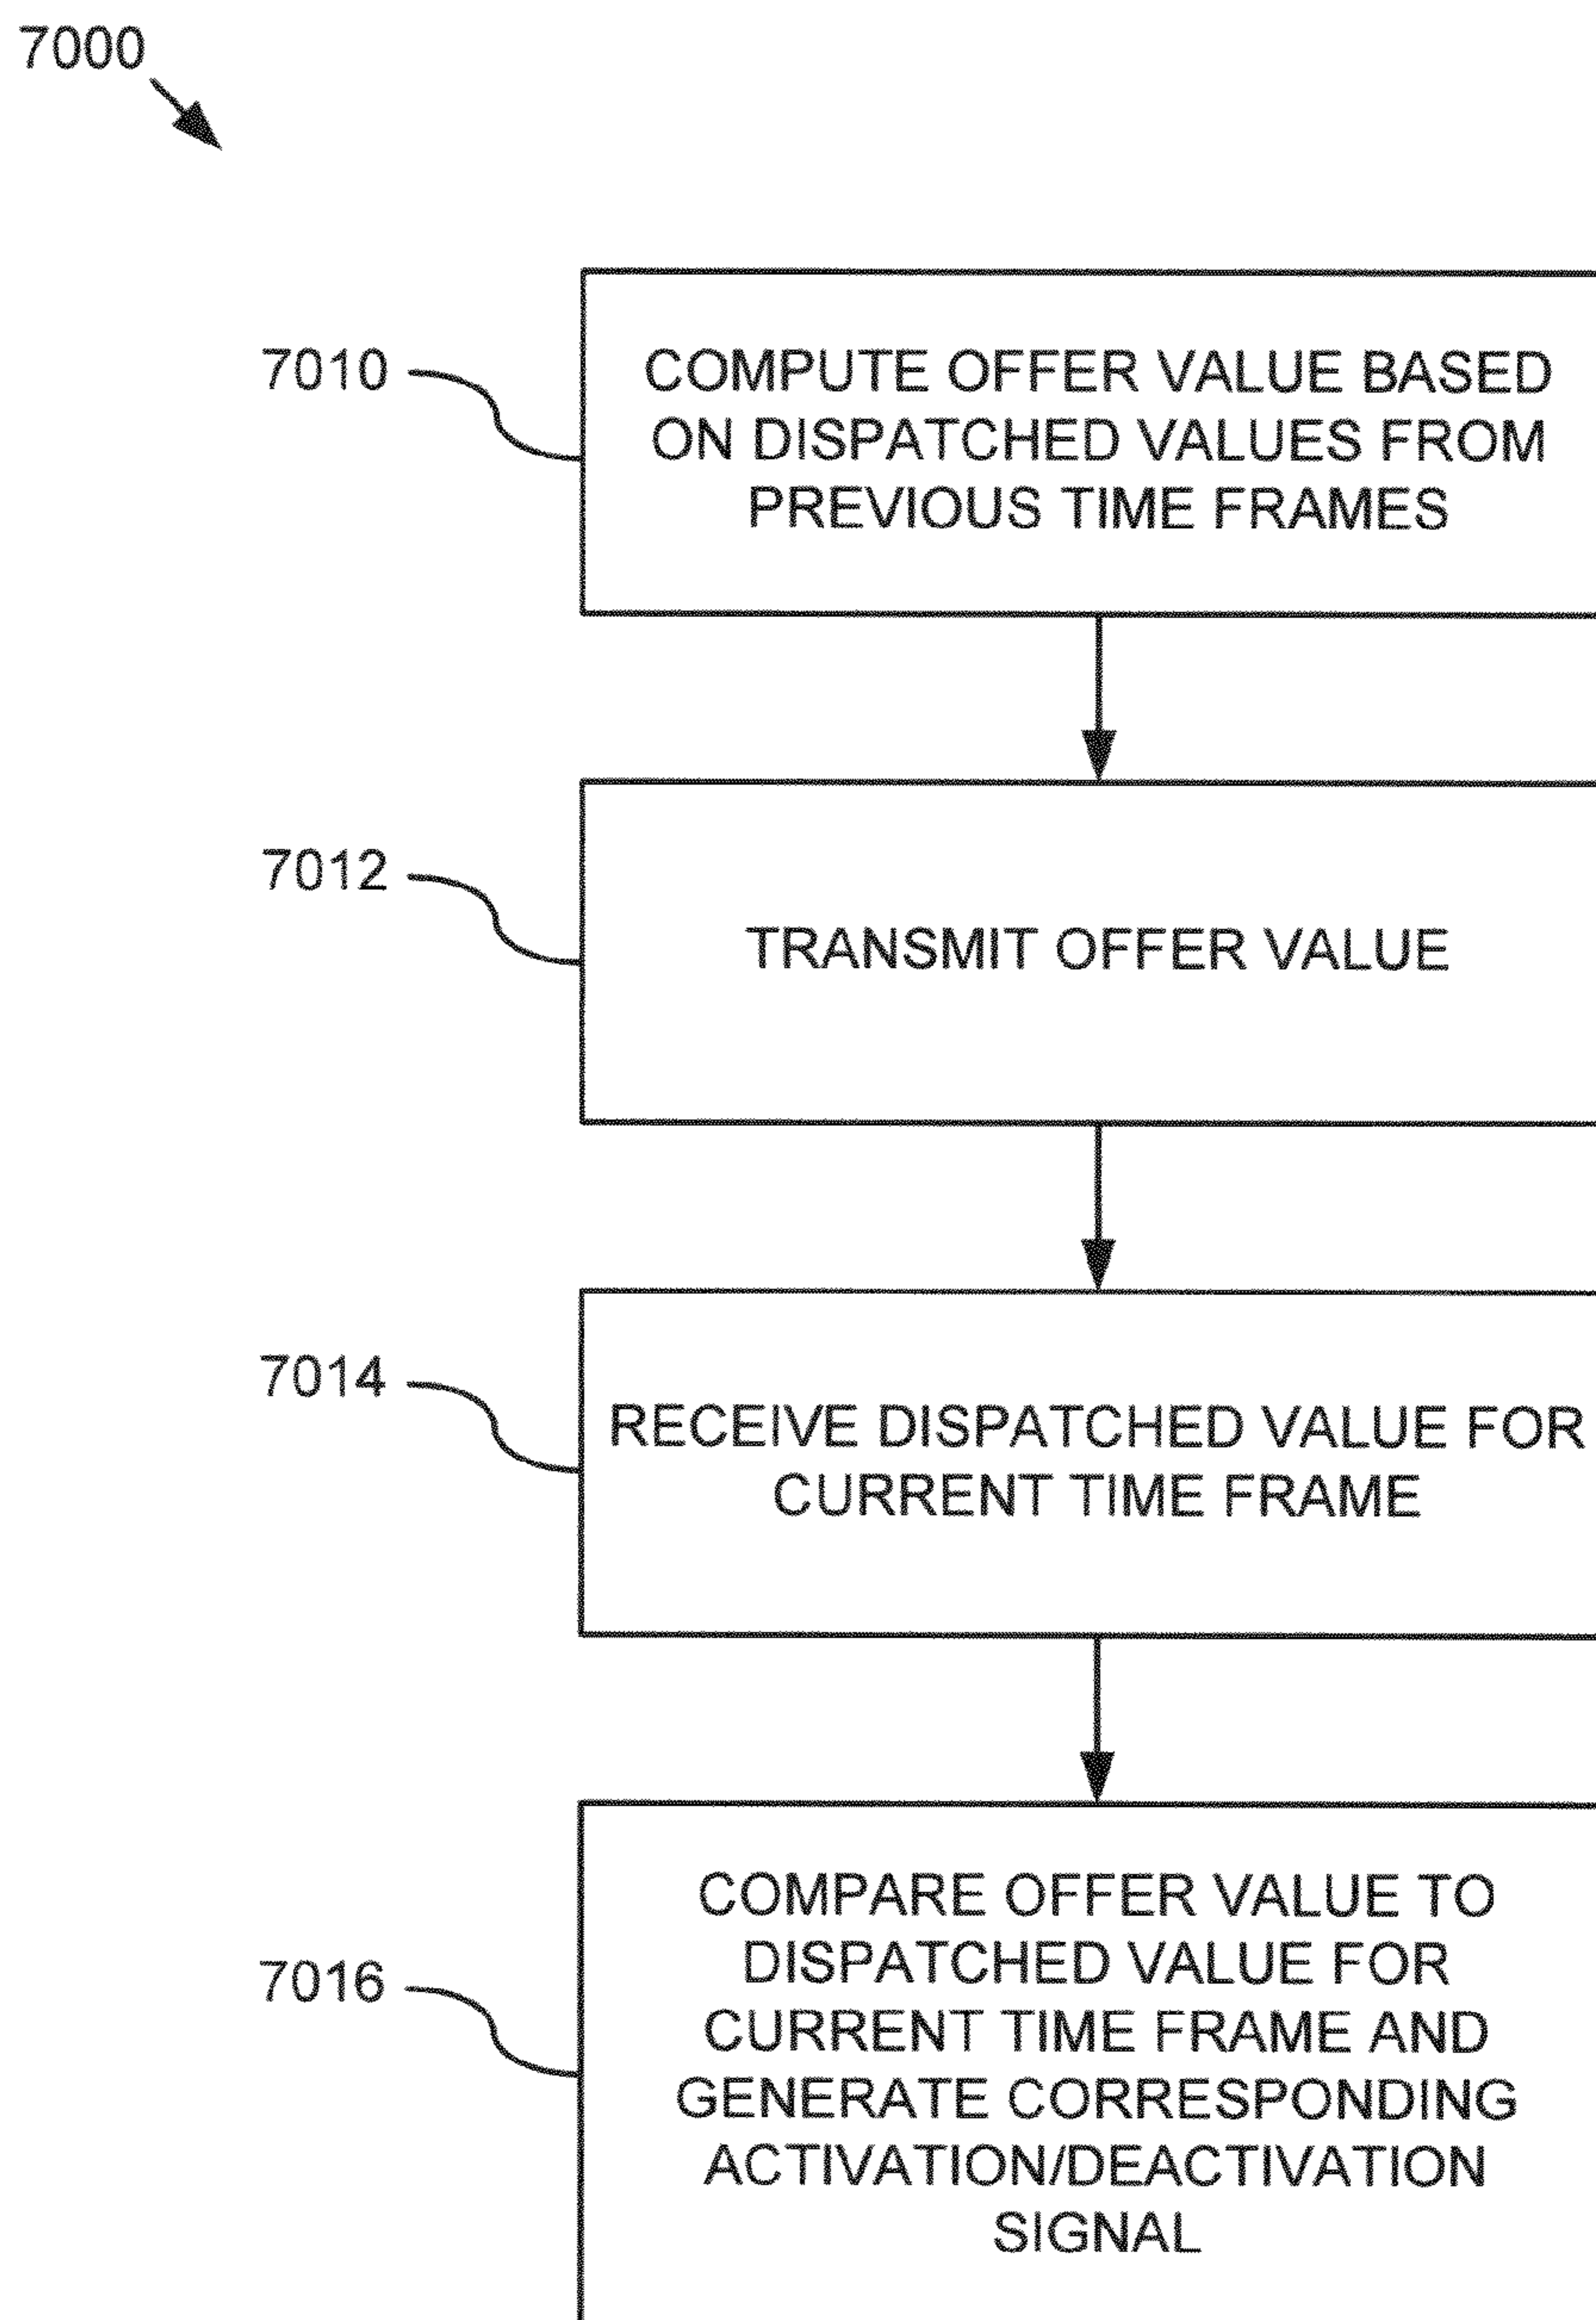 7000
7010
COMPUTE OFFER VALUE BASED
ON DISPATCHED VALUES FROM
PREVIOUS TIME FRAMES
7012
TRANSMIT OFFER VALUE
7014
RECEIVE DISPATCHED VALUE FOR
CURRENT TIME FRAME
7016
COMPARE OFFER VALUE TO
DISPATCHED VALUE FOR
CURRENT TIME FRAME AND
GENERATE CORRESPONDING
ACTIVATION/DEACTIVATION
SIGNAL